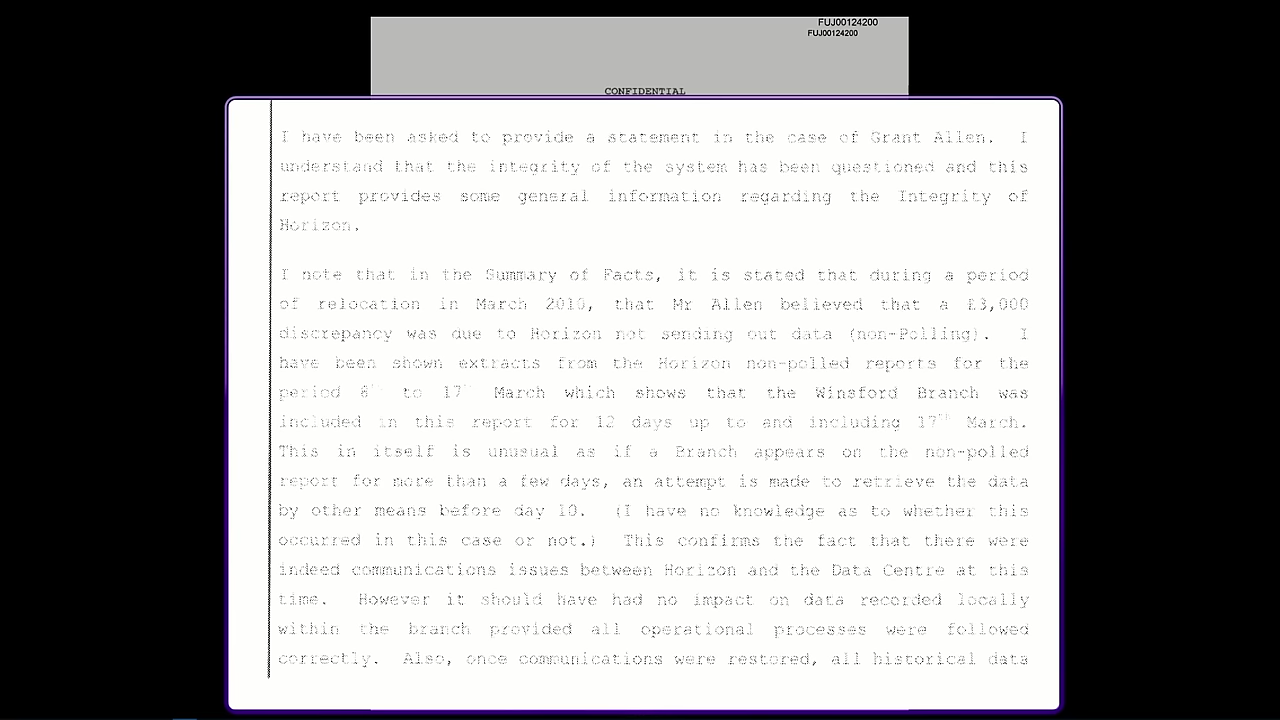 FUJ00124200
FUJ00124200
CONFIDENTIAL
I have been asked to provide a statement in the case of Grant Allen. I
understand that the integrity of the system has been questioned and this
report provides some general information regarding the Integrity of
Horizon.
I note that in the Summary of Facts, it is stated that during a period
of relocation in March 2010, that Mr Allen believed that a £3,000
discrepancy was due to Horizon not sending out data (non-Polling). I
have been shown extracts from the Horizon non-polled reports for the
period to 17 March which shows that the Winsford Branch was
included in this report for 12 days up to and including 17th March.
This in itself is unusual as if a Branch appears on the non-polled
report for more than a few days, an attempt is made to retrieve the data
by other means before day 10. (I have no knowledge as to whether this
occurred in this case or not.) This confirms the fact that there were
indeed communications issues between Horizon and the Data Centre at this
time. However it should have had no impact on data recorded locally
within the branch provided all operational processes were followed
correctly. Also, once communications were restored, all historical data